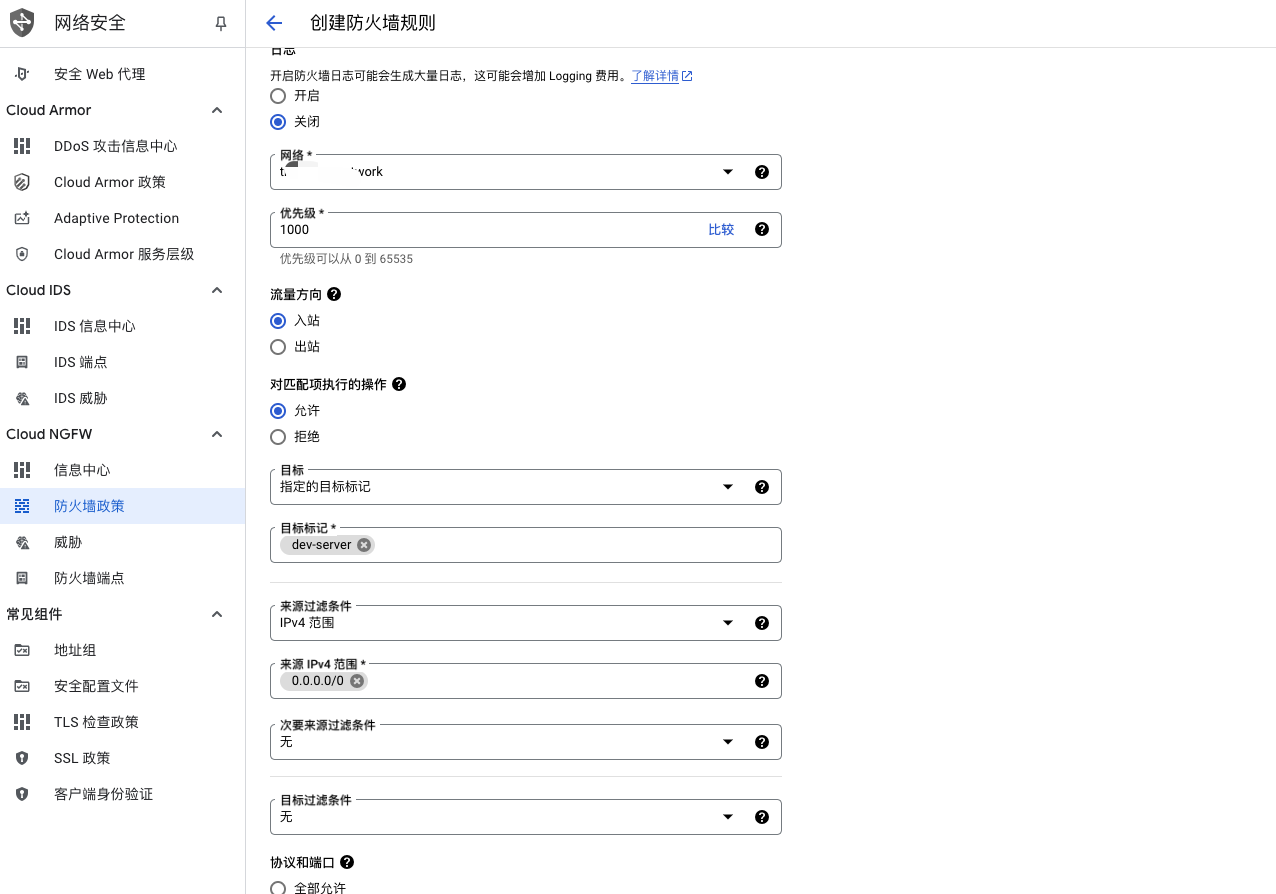 网络安全
安全 Web 代理
Cloud Armor
DDoS 攻击信息中心
Cloud Armor 政策
Adaptive Protection
Cloud Armor 服务层级
Cloud IDS
IDS 信息中心
IDS 端点
IDS 威胁
Cloud NGFW
信息中心
防火墙政策
威胁
防火墙端点
常见组件
地址组
安全配置文件
TLS 检查政策
SSL 政策
客户端身份验证
创建防火墙规则
日志
开启防火墙日志可能会生成大量日志，这可能会增加 Logging 费用。了解详情
开启
关闭
网络 *
优先级 *
1000
比较
优先级可以从 0 到 65535
流量方向
入站
出站
对匹配项执行的操作
允许
拒绝
目标
指定的目标标记
目标标记 *
dev-server
来源过滤条件
IPv4 范围
来源 IPv4 范围 *
0.0.0.0/0
次要来源过滤条件
无
目标过滤条件
无
协议和端口
全部允许